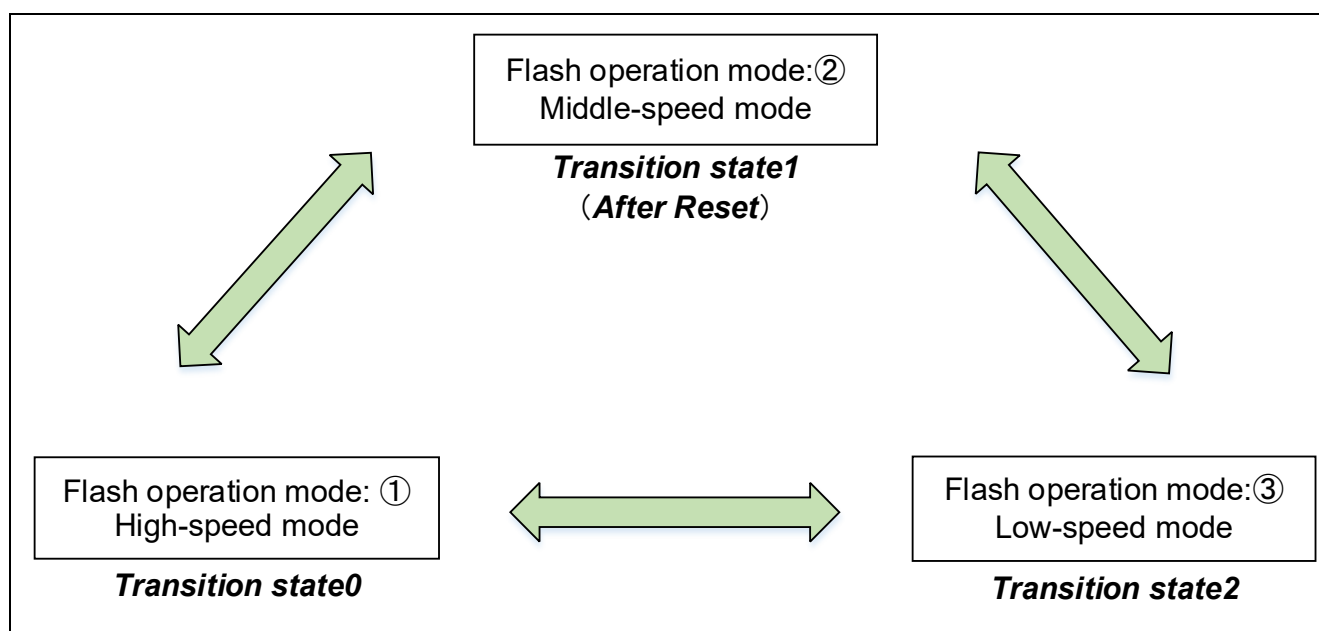 Flash operation mode:②
Middle-speed mode
Transition state1
（After Reset）
Flash operation mode: ①
High-speed mode
Transition state0
Flash operation mode:③
Low-speed mode
Transition state2